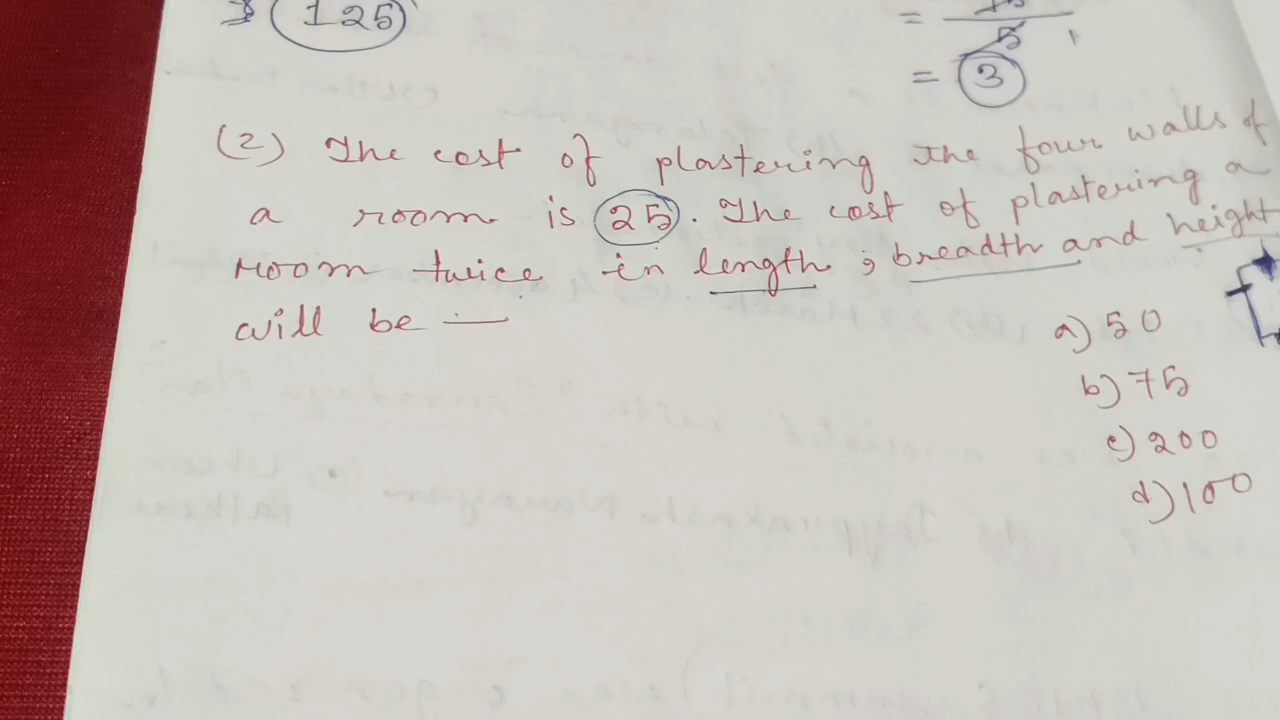 125
=
5
= 3
(2) The cost of plastering the four walls of
a room is 25. The cost of plastering a
room twice in length, breadth and height
will be —
a) 50
b) 75
c) 200
d) 100